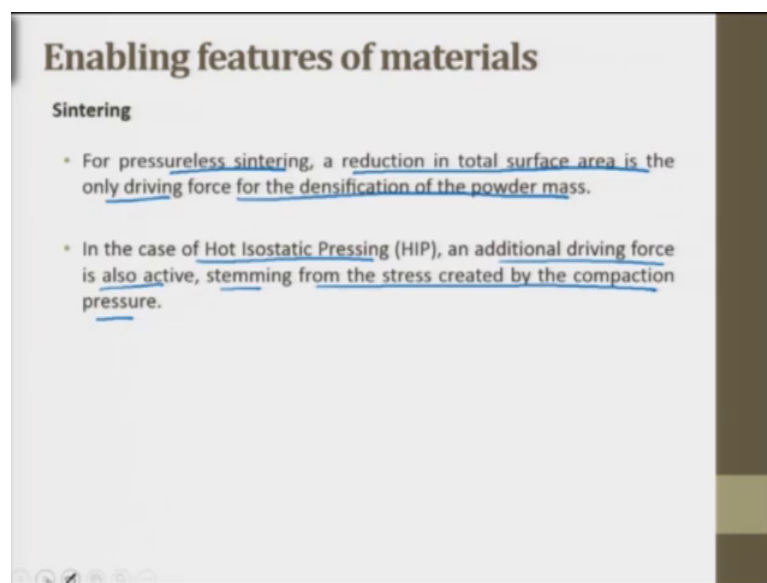 Enabling features of materials
Sintering
• For pressureless sintering, a reduction in total surface area is the
only driving force for the densification of the powder mass.
• In the case of Hot Isostatic Pressing (HIP), an additional driving force
is also active, stemming from the stress created by the compaction
pressure.